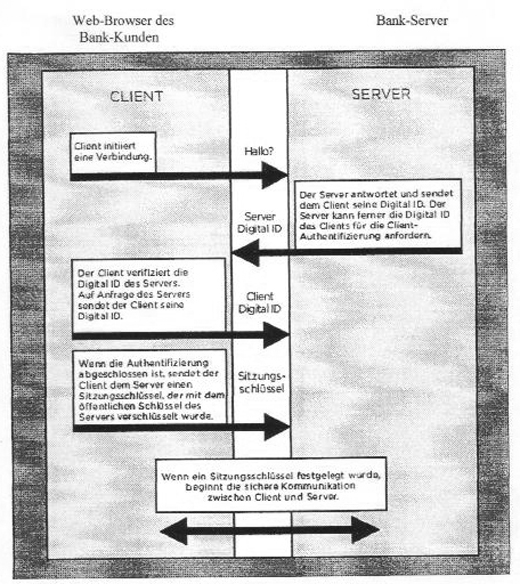 Web-Browser des
Bank-Kunden
Bank-Server
CLIENT
SERVER
Client initiiert
eine Verbindung.
Hallo?
Der Server antwortet und sendet
dem Client seine Digital ID. Der
Server kann ferner die Digital ID
des Clients für die Client-
Authentifizierung anfordern.
Server
Digital ID
Der Client verifiziert die
Digital ID des Servers.
Auf Anfrage des Servers
sendet der Client seine
Digital ID.
Client
Digital ID
Wenn die Authentifizierung
abgeschlossen ist, sendet der
Client dem Server einen
Sitzungsschlüssel, der mit dem
öffentlichen Schlüssel des
Servers verschlüsselt wurde.
Sitzungs-
schlüssel
Wenn ein Sitzungsschlüssel festgelegt wurde,
beginnt die sichere Kommunikation
zwischen Client und Server.